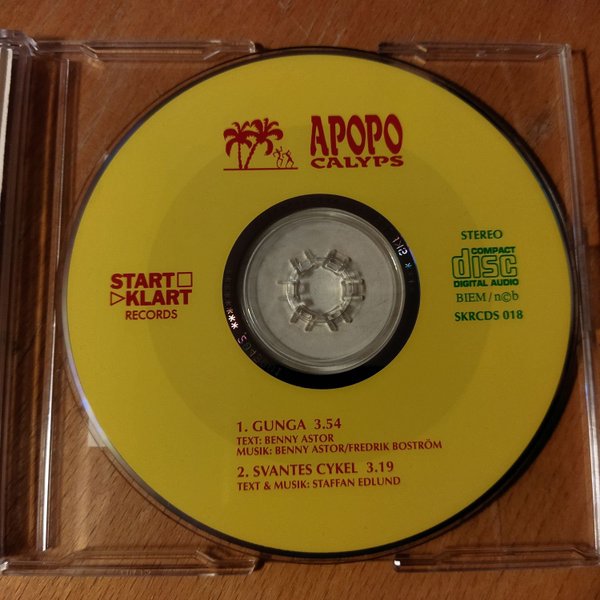 APOPO
CALYPS
START
KLART
RECORDS
STEREO
COMPACT
disc
DIGITAL AUDIO
BIEM / n©b
SKRCDS 018
1. GUNGA 3.54
TEXT: BENNY ASTOR
MUSIK: BENNY ASTOR/FREDRIK BOSTRÖM
2. SVANTES CYKEL 3.19
TEXT & MUSIK: STAFFAN EDLUND